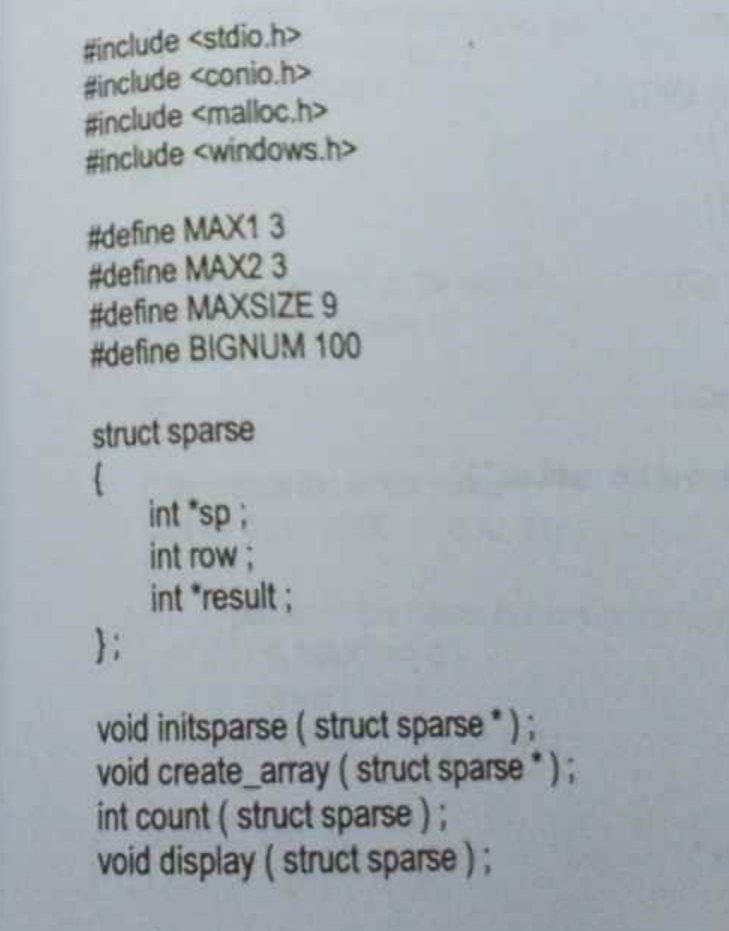 #include <stdio.h>
#include <conio.h>
#include <malloc.h>
#include <windows.h>
#define MAX1 3
#define MAX2 3
#define MAXSIZE 9
#define BIGNUM 100
struct sparse
{
int *sp ;
int row ;
int *result ;
} ;
void initsparse ( struct sparse * ) ;
void create_array ( struct sparse * ) ;
int count ( struct sparse ) ;
void display ( struct sparse ) ;